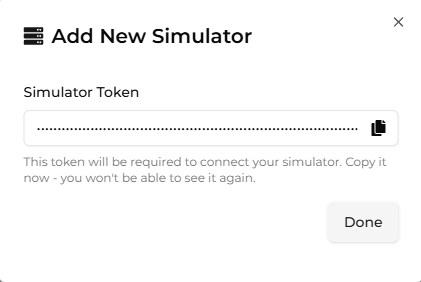 Add New Simulator
Simulator Token
This token will be required to connect your simulator. Copy it
now - you won't be able to see it again.
Done